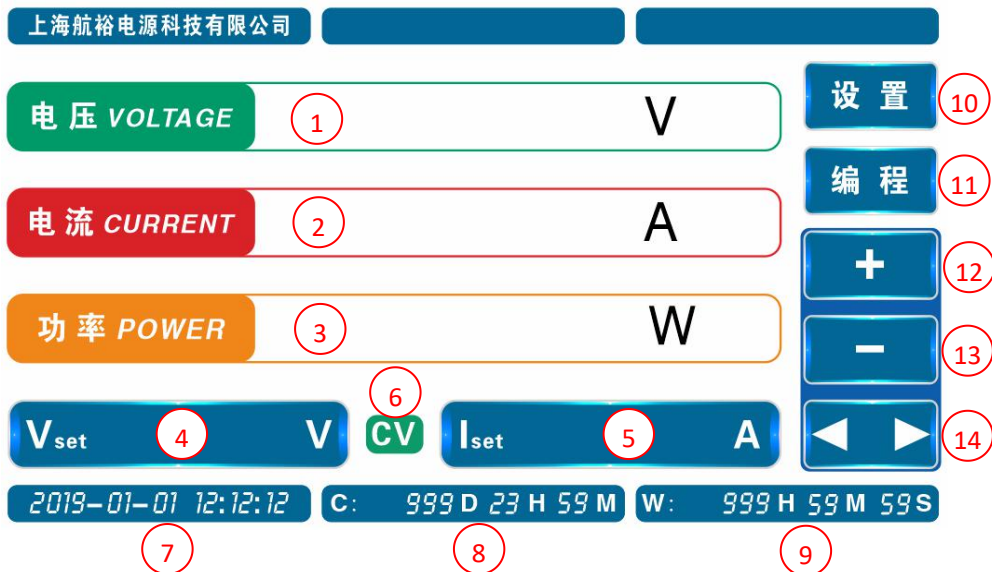 上海航裕电源科技有限公司
电压 VOLTAGE 1 V
设置 10
编程 11
电流 CURRENT 2 A
+ 12
功率 POWER 3 W
- 13
6
Vset 4 V CV Iset 5 A
◀ ▶ 14
2019-01-01 12:12:12 C: 999 D 23 H 59 M W: 999 H 59 M 59 S
7 8 9